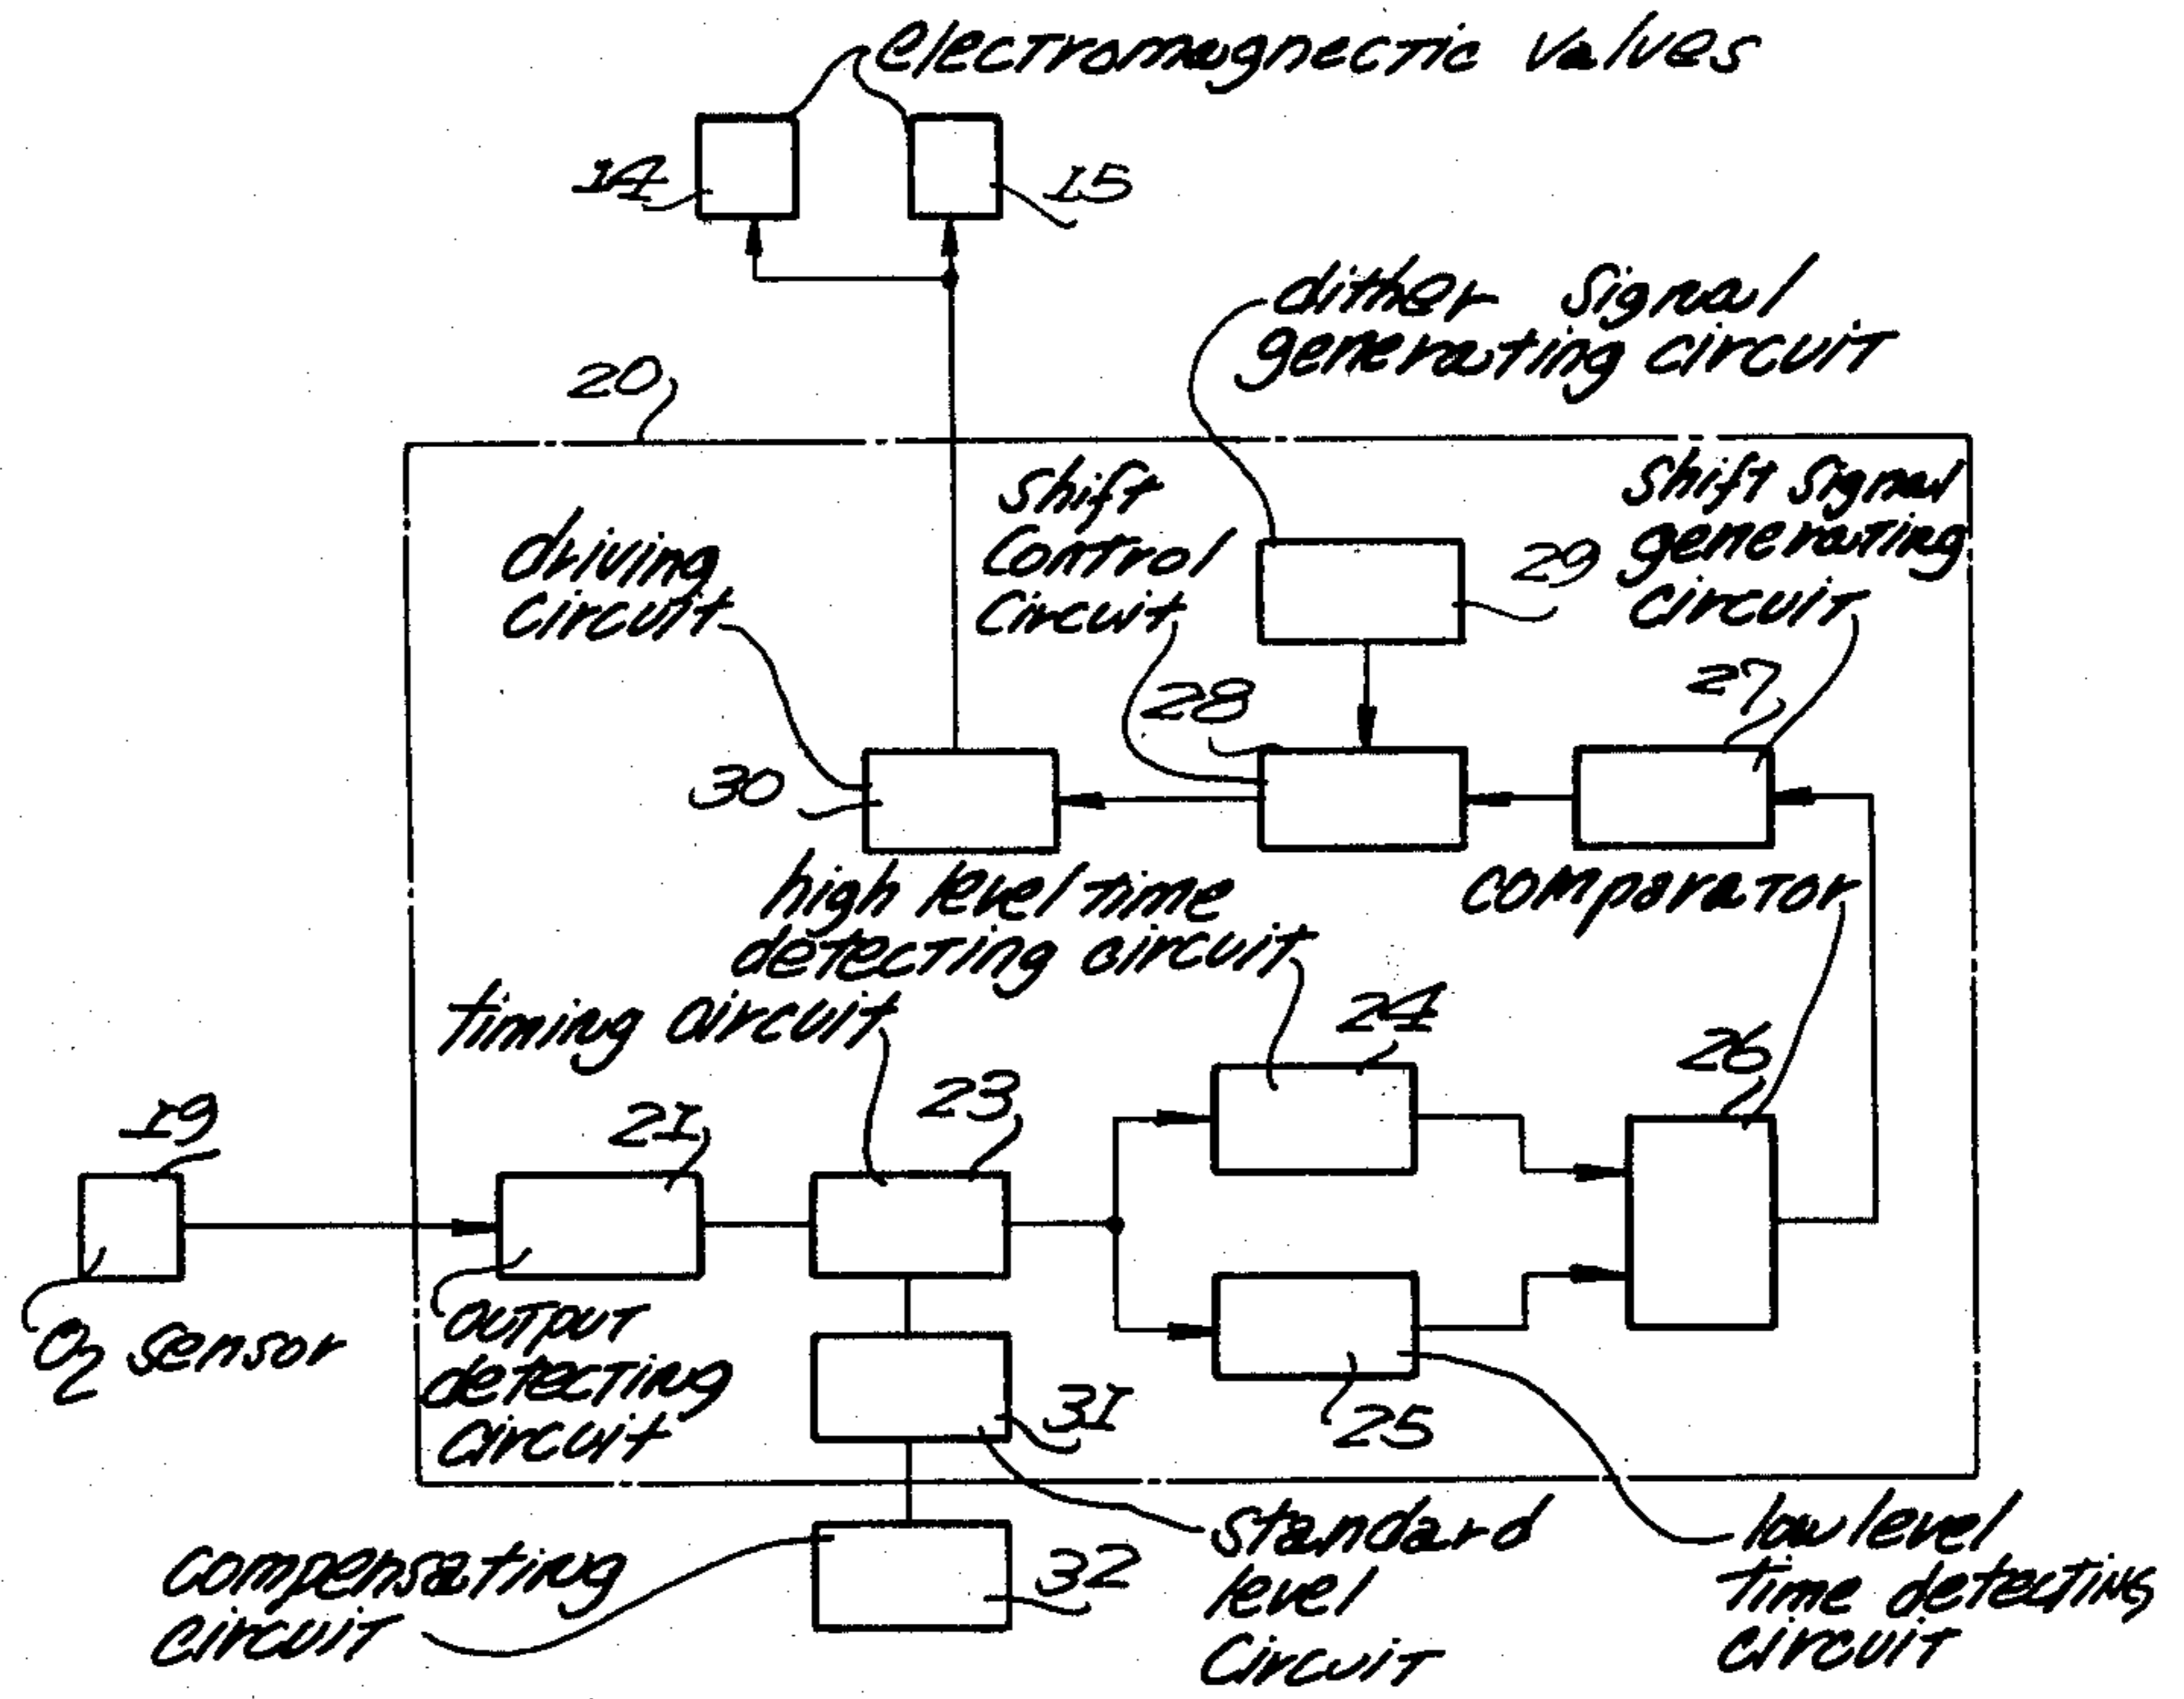 electromagnectic valves
14
15
dither signal
generating circuit
20
shift
control
circuit
shift signal
generating
circuit
driving
circuit
29
27
28
30
high level time
detecting circuit
comparator
timing circuit
24
26
19
21
23
O2 sensor
output
detecting
circuit
31
25
compensating
circuit
32
standard
level
circuit
low level
time detecting
circuit